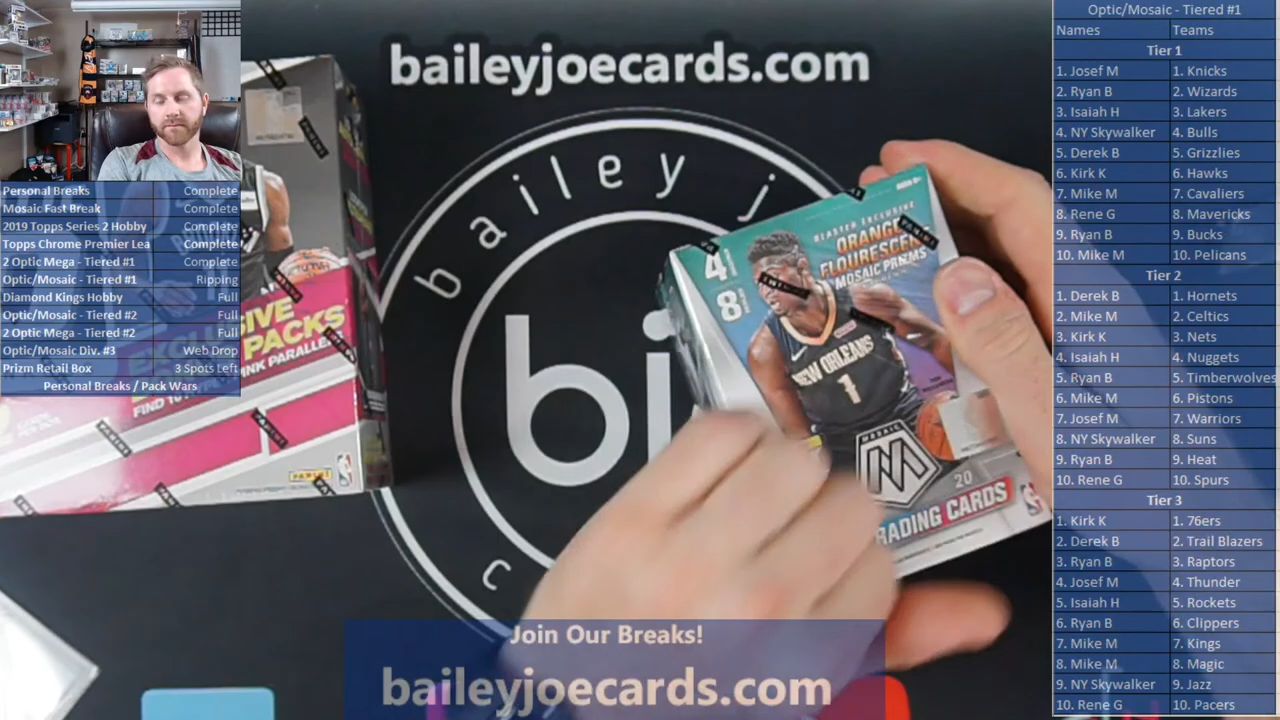 baileyjoecards.com
bailey j
bj
c
Personal Breaks Complete
Mosaic Fast Break Complete
2019 Topps Series 2 Hobby Complete
Topps Chrome Premier Lea Complete
2 Optic Mega - Tiered #1 Complete
Optic/Mosaic - Tiered #1 Ripping
Diamond Kings Hobby Full
Optic/Mosaic - Tiered #2 Full
2 Optic Mega - Tiered #2 Full
Optic/Mosaic Div. #3 Web Drop
Prizm Retail Box 3 Spots Left
Personal Breaks / Pack Wars
PACKS
PANINI
BLASTER EXCLUSIVE
ORANGE
FLOURESCEN
MOSAIC PRIZMS
4
8
NEW ORLEANS
1
MOSAIC
20
RADING CARDS
Join Our Breaks!
baileyjoecards.com
Optic/Mosaic - Tiered #1
Names Teams
Tier 1
1. Josef M 1. Knicks
2. Ryan B 2. Wizards
3. Isaiah H 3. Lakers
4. NY Skywalker 4. Bulls
5. Derek B 5. Grizzlies
6. Kirk K 6. Hawks
7. Mike M 7. Cavaliers
8. Rene G 8. Mavericks
9. Ryan B 9. Bucks
10. Mike M 10. Pelicans
Tier 2
1. Derek B 1. Hornets
2. Mike M 2. Celtics
3. Kirk K 3. Nets
4. Isaiah H 4. Nuggets
5. Ryan B 5. Timberwolves
6. Mike M 6. Pistons
7. Josef M 7. Warriors
8. NY Skywalker 8. Suns
9. Ryan B 9. Heat
10. Rene G 10. Spurs
Tier 3
1. Kirk K 1. 76ers
2. Derek B 2. Trail Blazers
3. Ryan B 3. Raptors
4. Josef M 4. Thunder
5. Isaiah H 5. Rockets
6. Ryan B 6. Clippers
7. Mike M 7. Kings
8. Mike M 8. Magic
9. NY Skywalker 9. Jazz
10. Rene G 10. Pacers